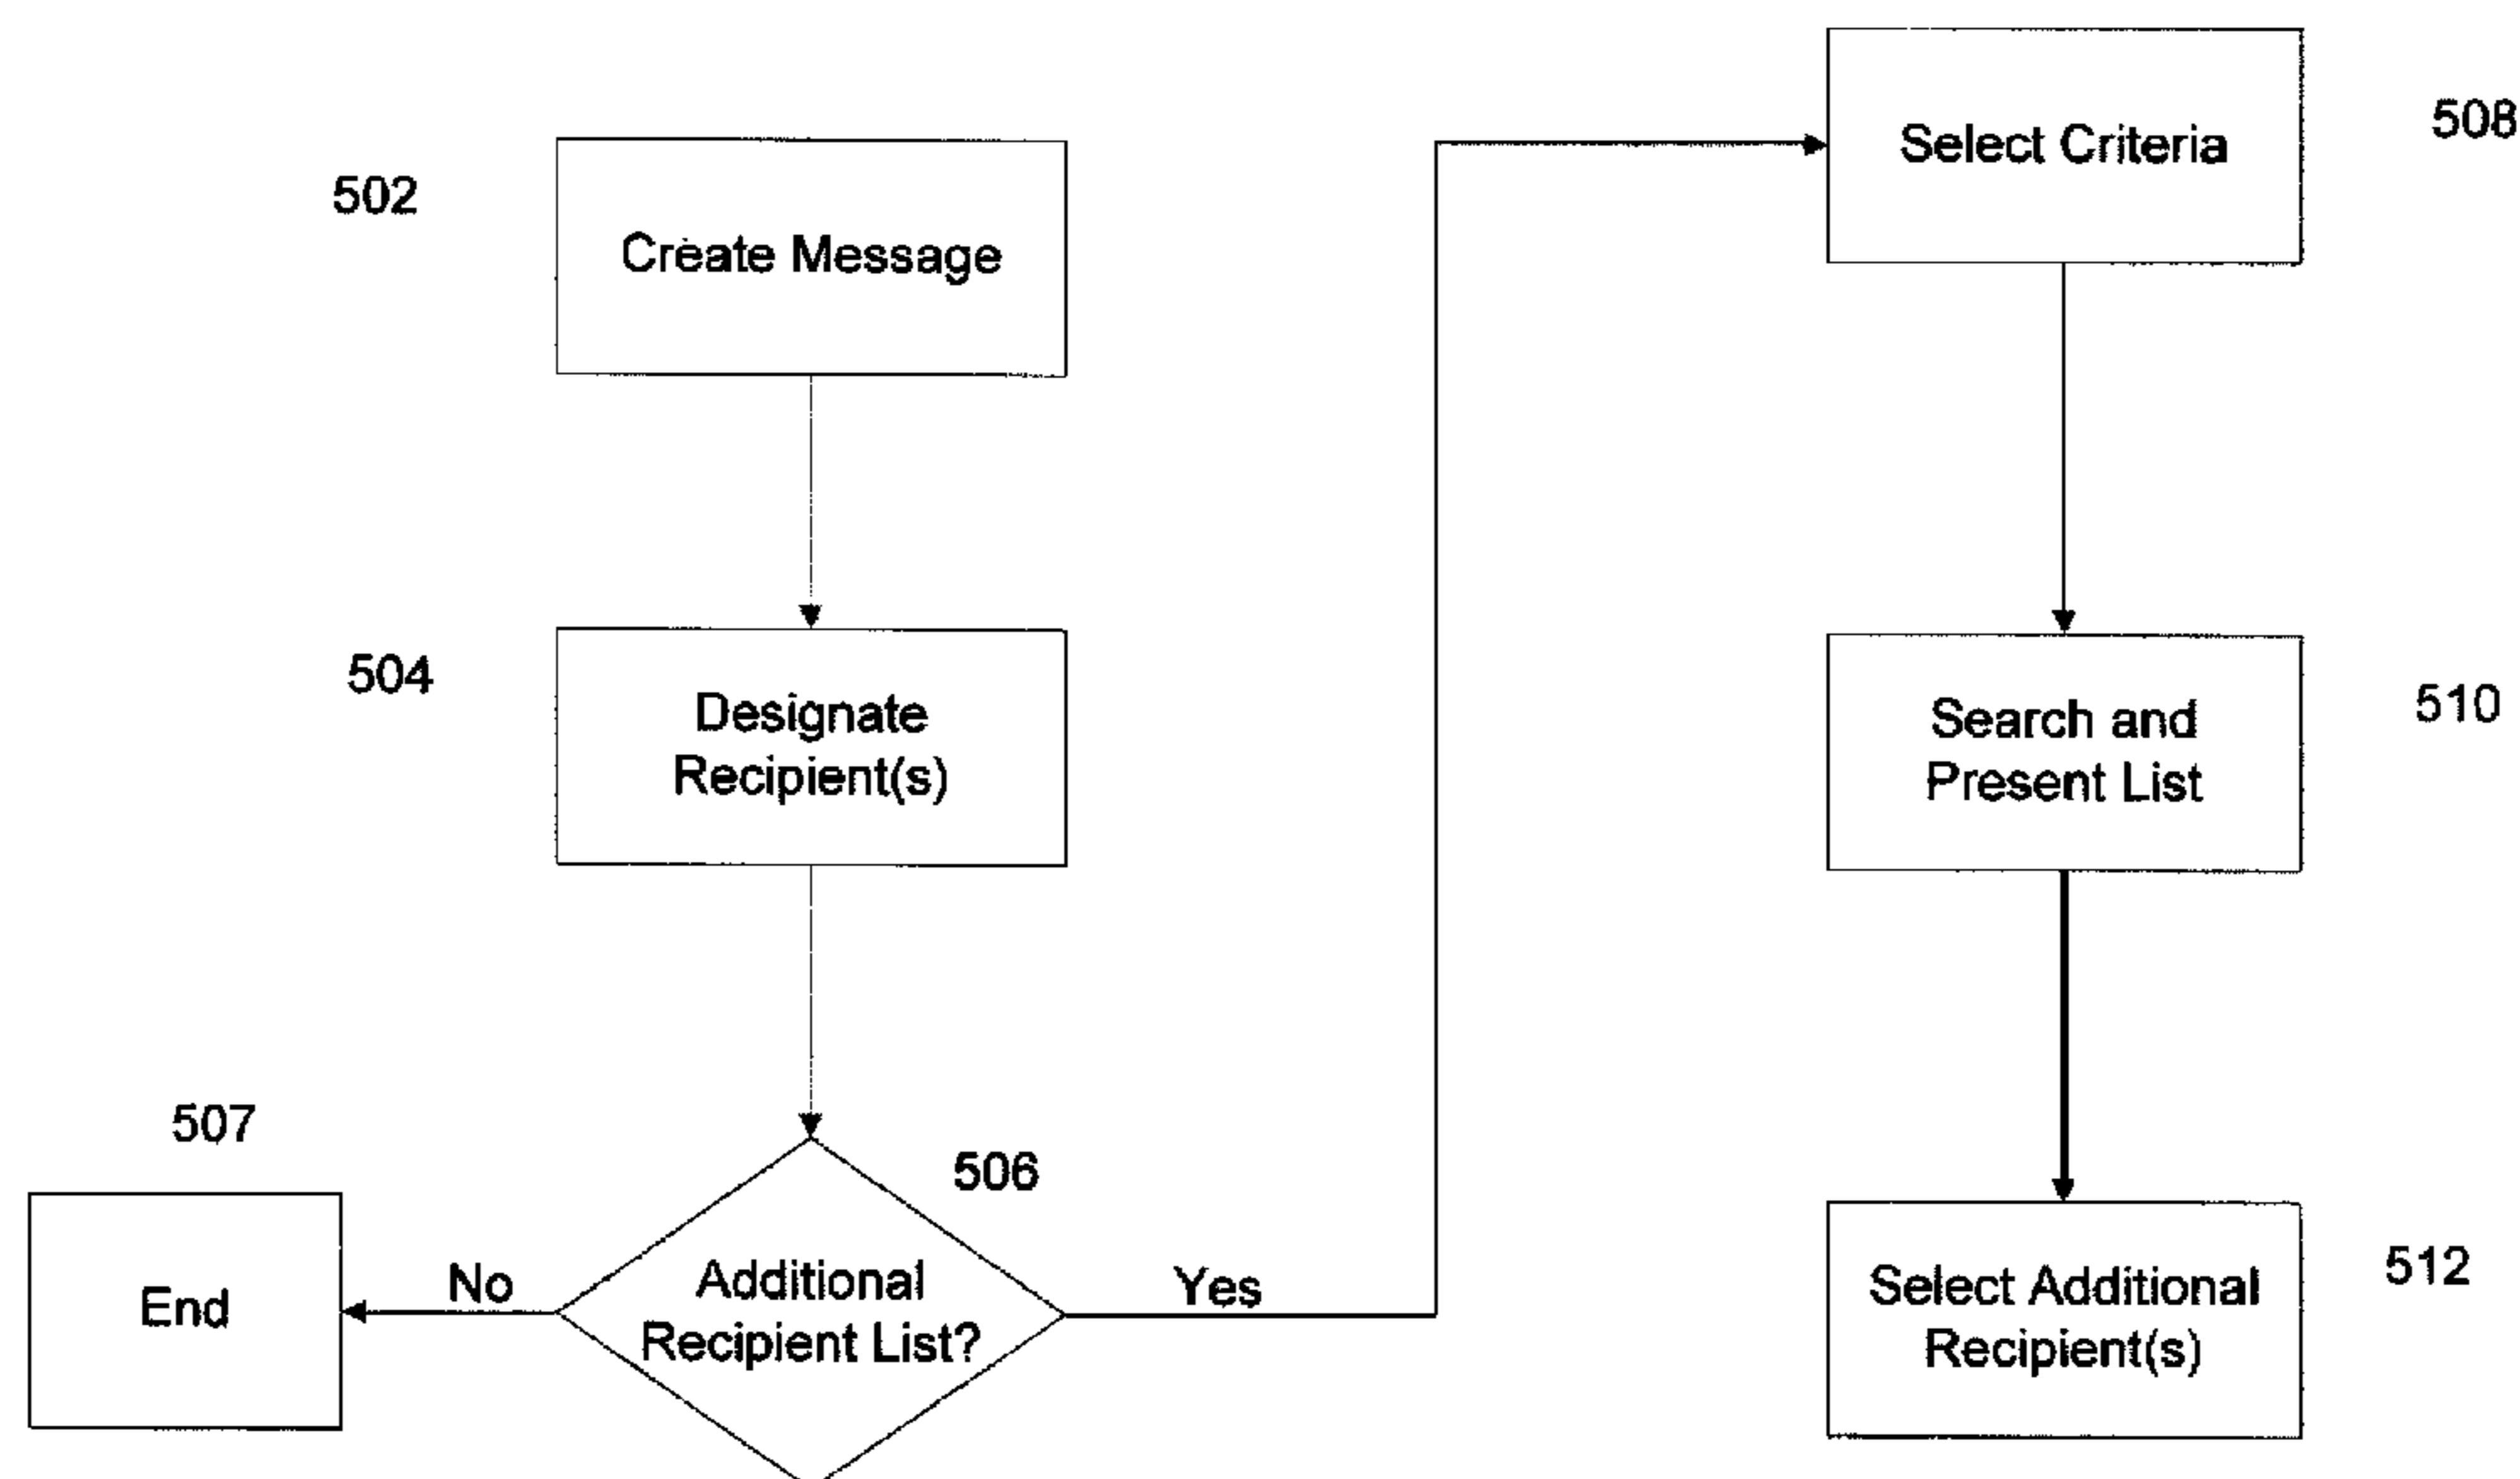 502
Create Message
504
Designate
Recipient(s)
507
End
No
506
Additional
Recipient List?
Yes
508
Select Criteria
510
Search and
Present List
512
Select Additional
Recipient(s)